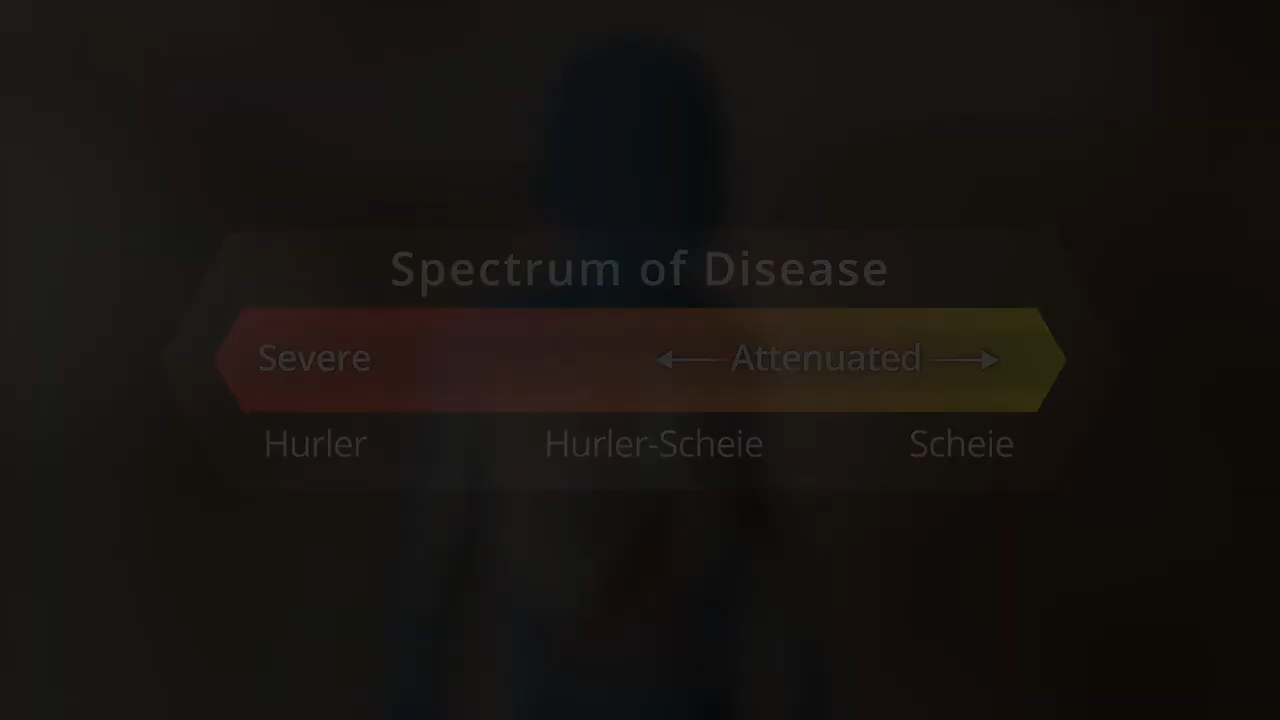 Spectrum of Disease
Severe
Attenuated
Hurler
Hurler-Scheie
Scheie